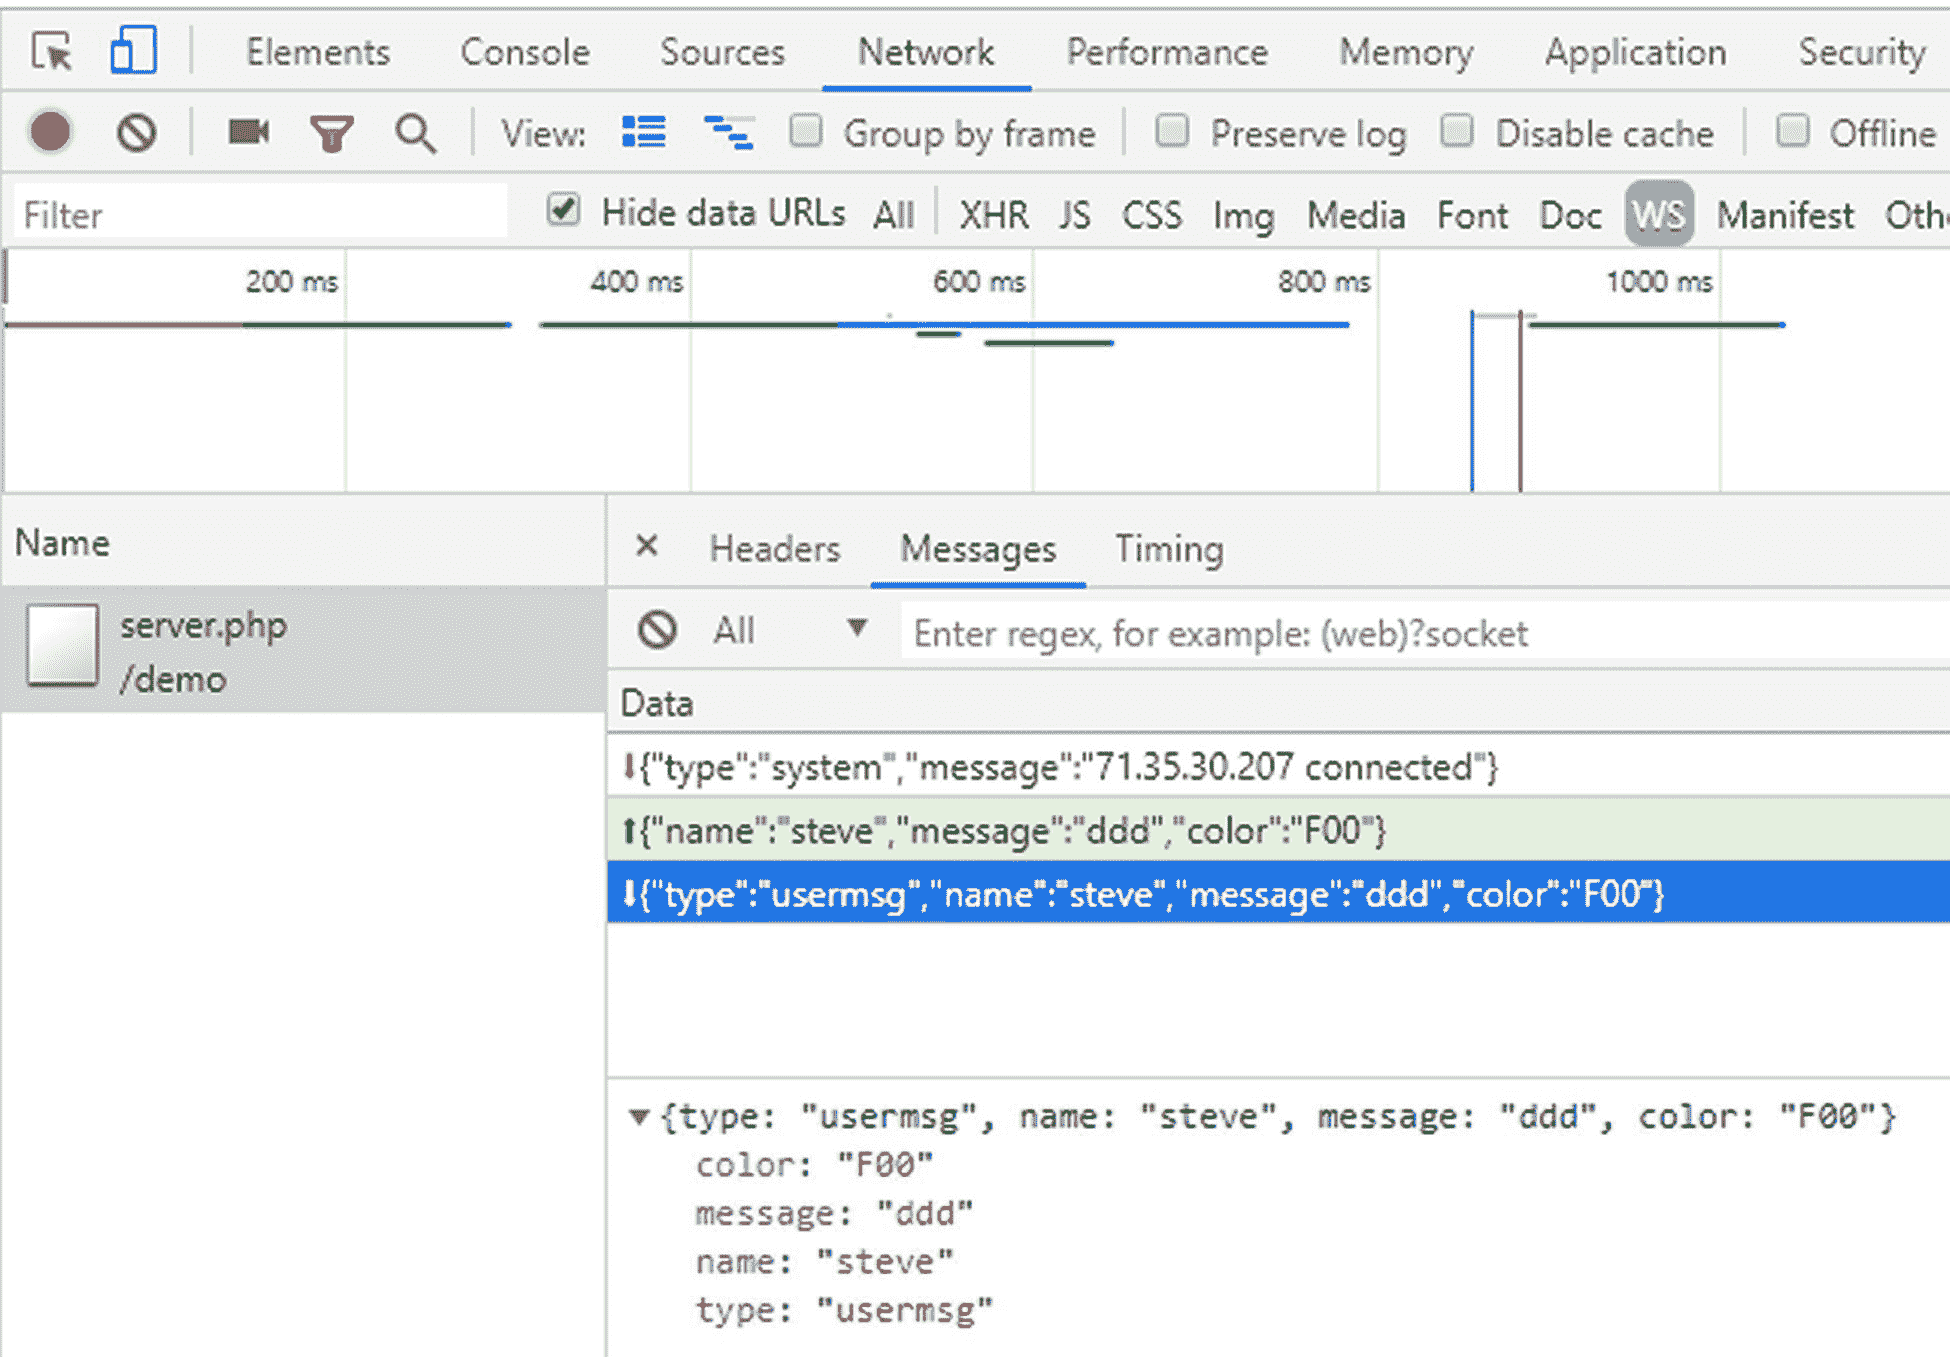 Elements Console Sources Network Performance Memory Application Security
View: Group by frame Preserve log Disable cache Offline
Filter Hide data URLs All XHR JS CSS Img Media Font Doc WS Manifest Oth
200 ms 400 ms 600 ms 800 ms 1000 ms
Name
server.php
/demo
× Headers Messages Timing
All ▼ Enter regex, for example: (web)?socket
Data
⬇{"type":"system","message":"71.35.30.207 connected"}
⬆{"name":"steve","message":"ddd","color":"F00"}
⬇{"type":"usermsg","name":"steve","message":"ddd","color":"F00"}
▼{type: "usermsg", name: "steve", message: "ddd", color: "F00"}
color: "F00"
message: "ddd"
name: "steve"
type: "usermsg"